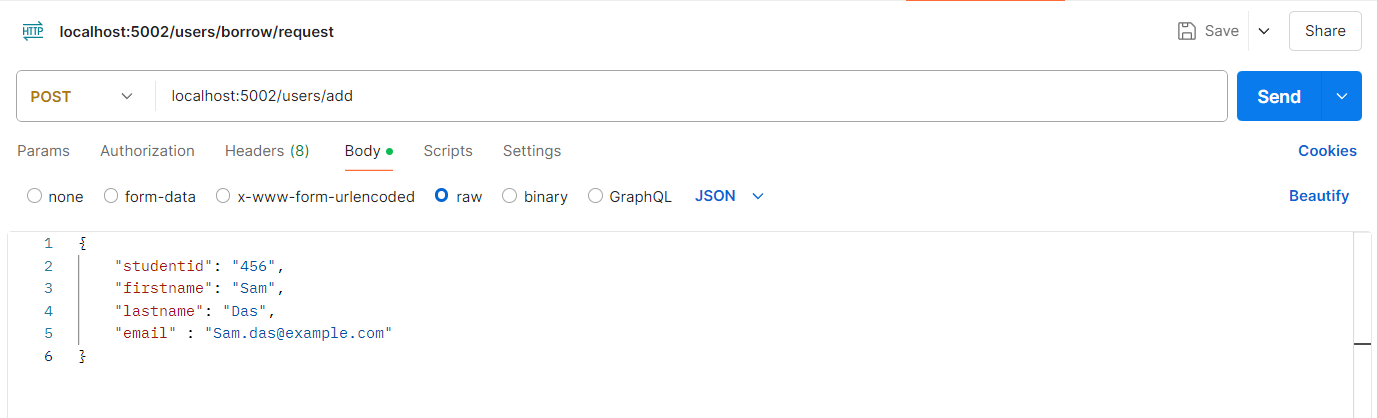 HTTP localhost:5002/users/borrow/request Save Share
POST localhost:5002/users/add Send
Params Authorization Headers (8) Body Scripts Settings Cookies
none form-data x-www-form-urlencoded raw binary GraphQL JSON Beautify
1 {
2 "studentid": "456",
3 "firstname": "Sam",
4 "lastname": "Das",
5 "email" : "Sam.das@example.com"
6 }